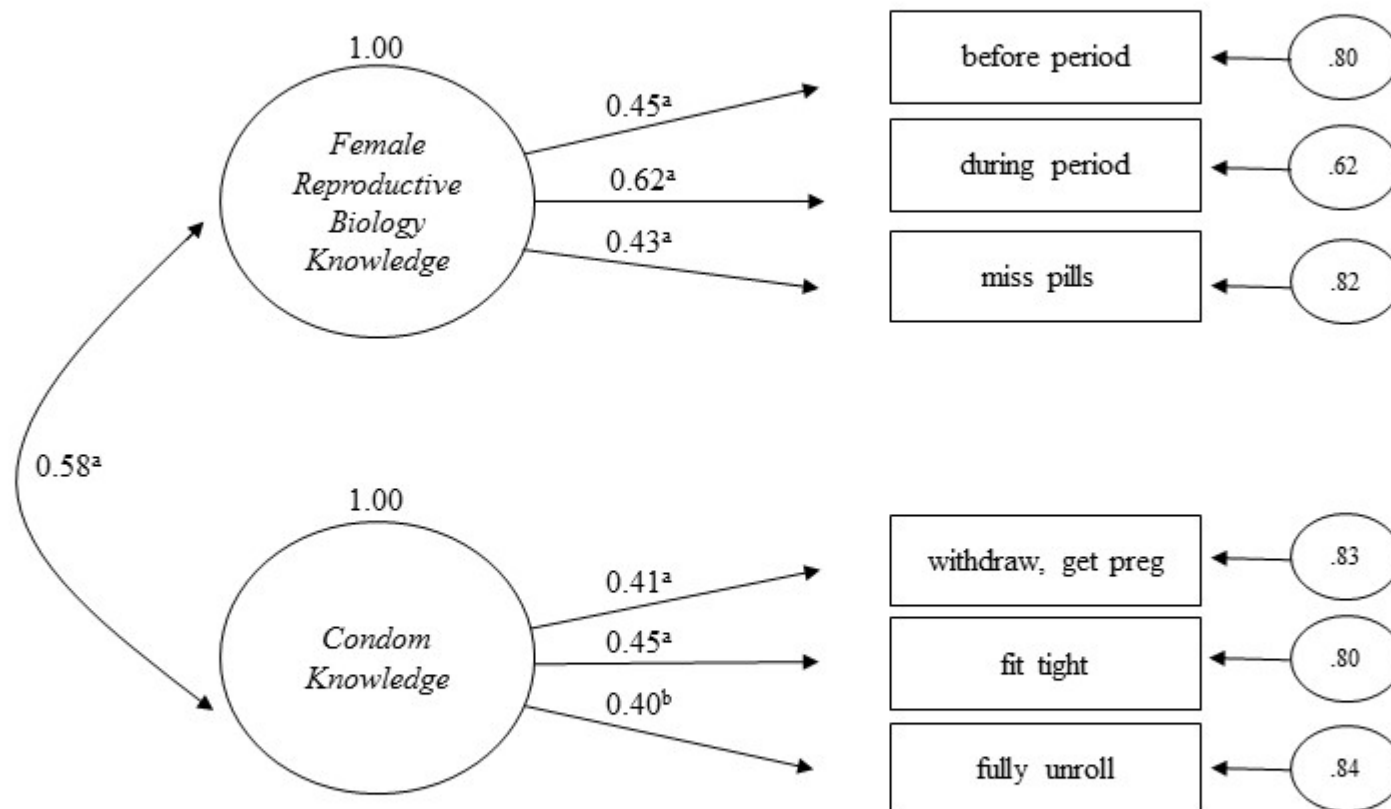 1.00
Female
Reproductive
Biology
Knowledge
0.45ᵃ
0.62ᵃ
0.43ᵃ
before period
during period
miss pills
.80
.62
.82
0.58ᵃ
1.00
Condom
Knowledge
0.41ᵃ
0.45ᵃ
0.40ᵇ
withdraw, get preg
fit tight
fully unroll
.83
.80
.84